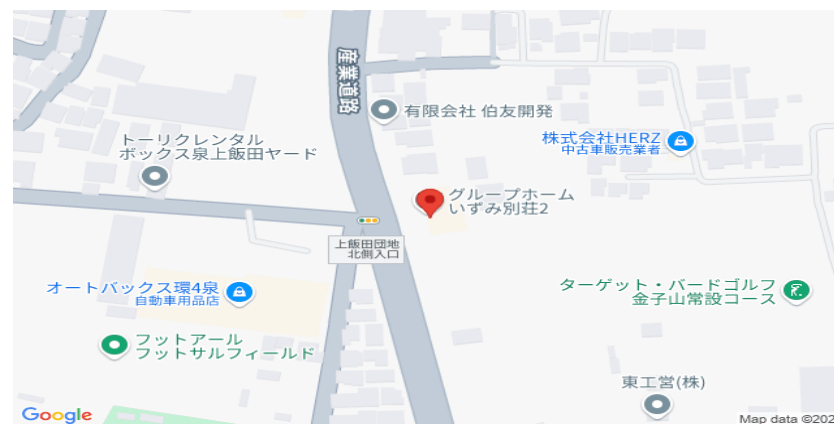 産業道路
有限会社 伯友開発
トーリクレンタル
ボックス泉上飯田ヤード
株式会社HERZ
中古車販売業者
グループホーム
いずみ別荘2
上飯田団地
北側入口
オートバックス環4泉
自動車用品店
ターゲット・バードゴルフ
金子山常設コース
フットアール
フットサルフィールド
東工営(株)
Google
Map data ©202